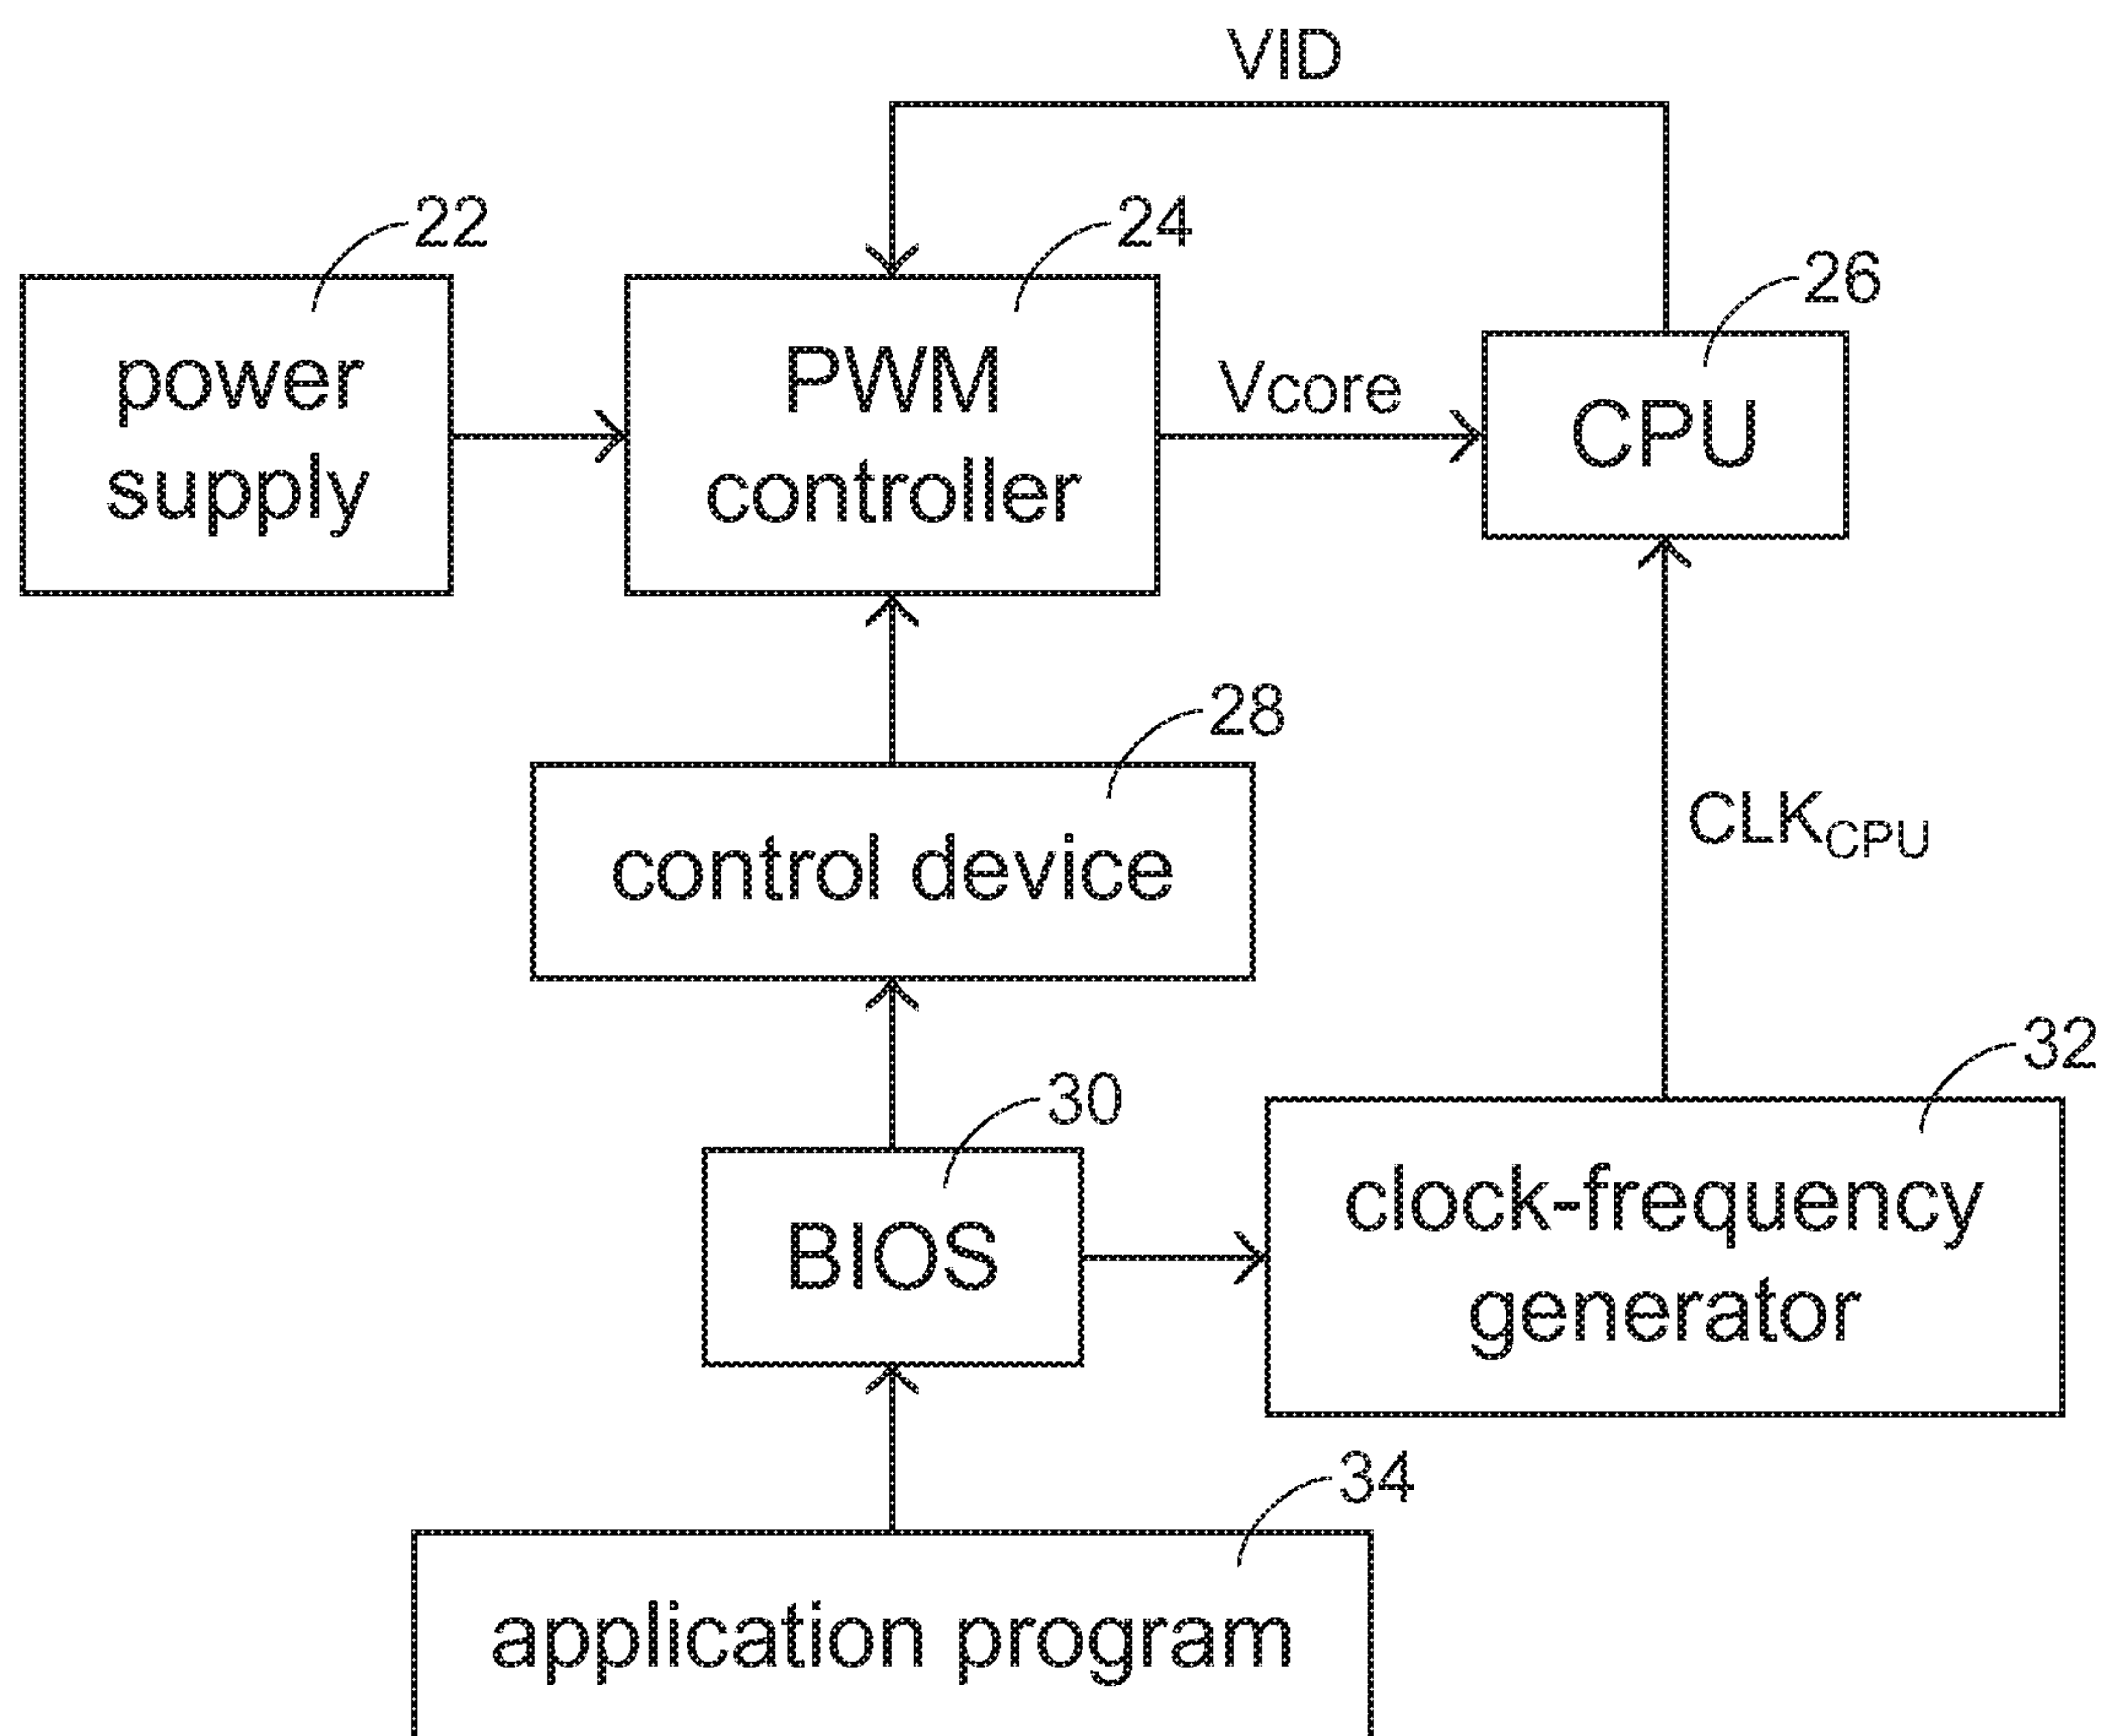 VID
22
24
26
power
supply
PWM
controller
Vcore
CPU
28
control device
CLKCPU
30
32
BIOS
clock-frequency
generator
34
application program